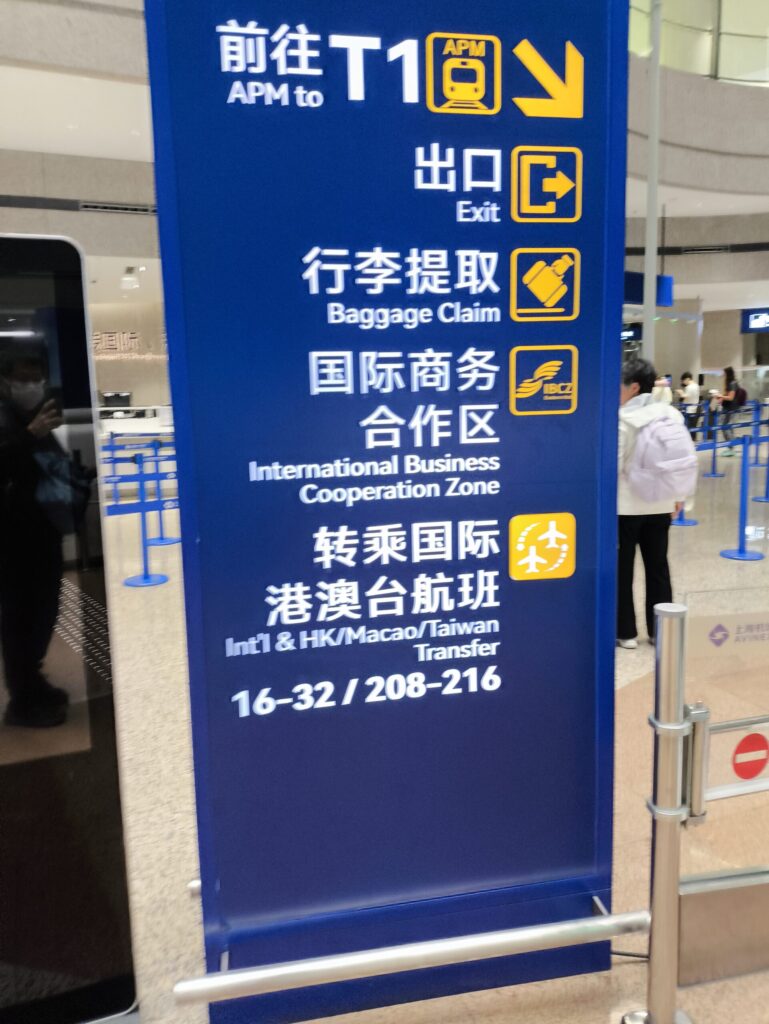 前往 T1 APM
APM to
出口
Exit
行李提取
Baggage Claim
国际商务
IBCZ
合作区
International Business
Cooperation Zone
转乘国际
港澳台航班
Int'l & HK/Macao/Taiwan
Transfer
16-32 / 208-216